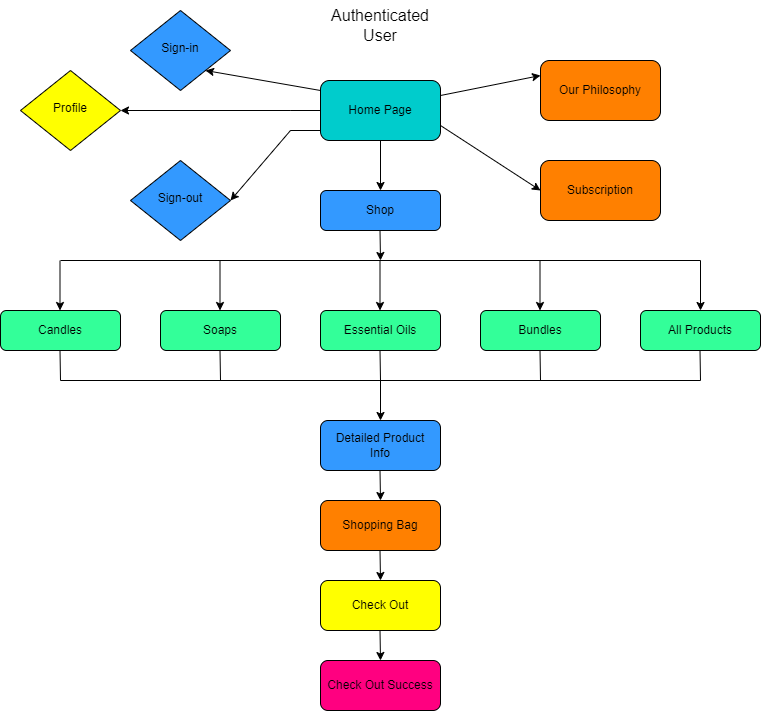 Authenticated
User
Sign-in
Profile
Home Page
Our Philosophy
Sign-out
Subscription
Shop
Candles
Soaps
Essential Oils
Bundles
All Products
Detailed Product
Info
Shopping Bag
Check Out
Check Out Success